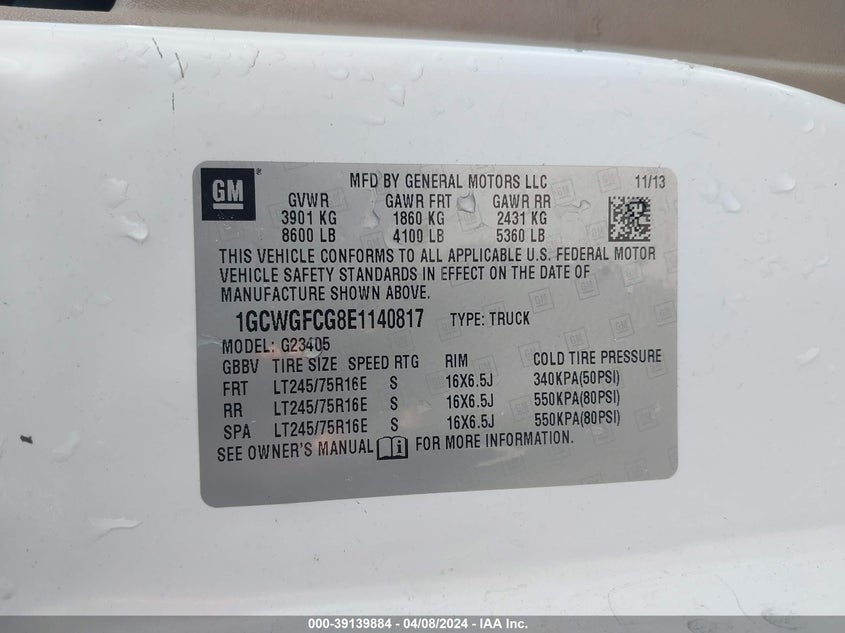 GM ®
MFD BY GENERAL MOTORS LLC 11/13
GVWR GAWR FRT GAWR RR
3901 KG 1860 KG 2431 KG
8600 LB 4100 LB 5360 LB
THIS VEHICLE CONFORMS TO ALL APPLICABLE U.S. FEDERAL MOTOR
VEHICLE SAFETY STANDARDS IN EFFECT ON THE DATE OF
MANUFACTURE SHOWN ABOVE.
1GCWGFCG8E1140817 TYPE: TRUCK
MODEL: G23405
GBBV TIRE SIZE SPEED RTG RIM COLD TIRE PRESSURE
FRT LT245/75R16E S 16X6.5J 340KPA(50PSI)
RR LT245/75R16E S 16X6.5J 550KPA(80PSI)
SPA LT245/75R16E S 16X6.5J 550KPA(80PSI)
SEE OWNER'S MANUAL i FOR MORE INFORMATION.
000-39139884 - 04/08/2024 - IAA Inc.